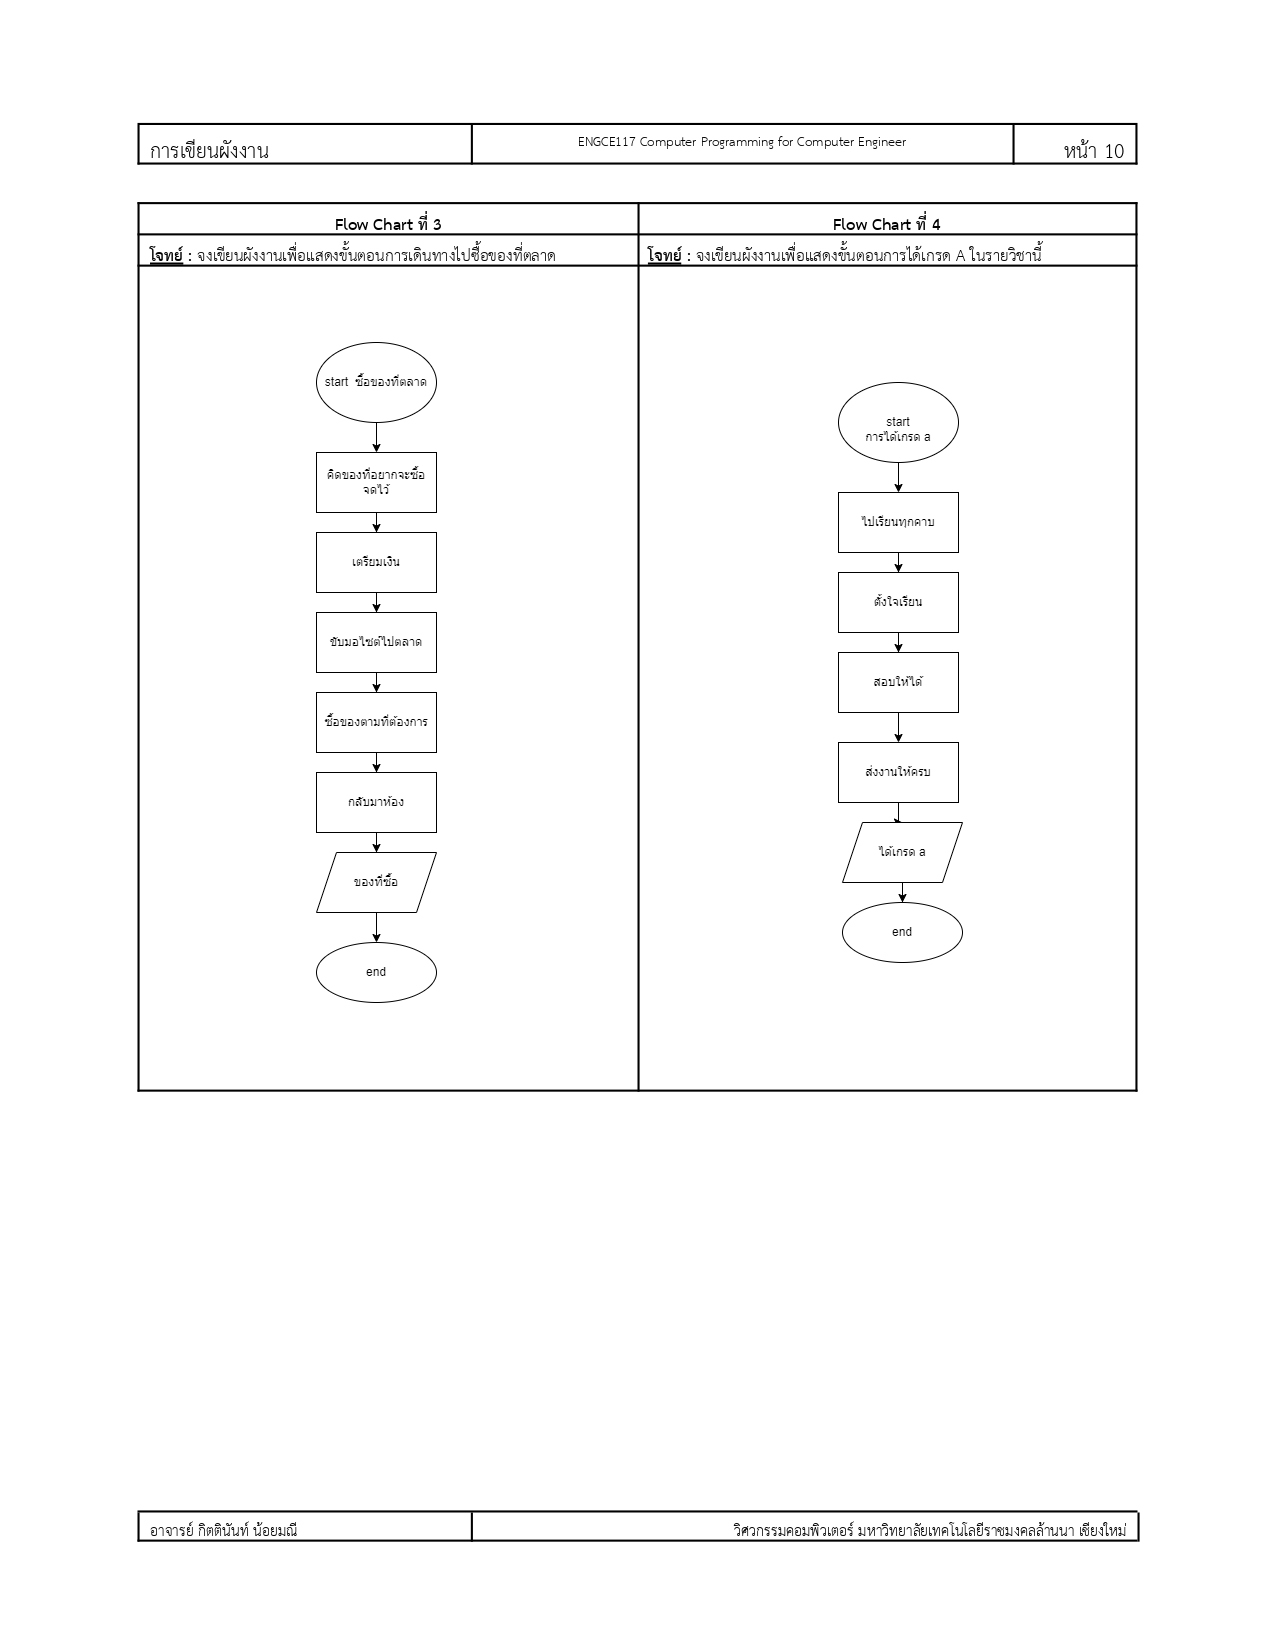 การเขียนผังงาน
ENGCE117 Computer Programming for Computer Engineer
หน้า 10
Flow Chart ที่ 3
โจทย์ : จงเขียนผังงานเพื่อแสดงขั้นตอนการเดินทางไปซื้อของที่ตลาด
start ซื้อของที่ตลาด
คิดของที่อยากจะซื้อ
จดไว้
เตรียมเงิน
ขับมอไซต์ไปตลาด
ซื้อของตามที่ต้องการ
กลับมาห้อง
ของที่ซื้อ
end
Flow Chart ที่ 4
โจทย์ : จงเขียนผังงานเพื่อแสดงขั้นตอนการได้เกรด A ในรายวิชานี้
start
การได้เกรด a
ไปเรียนทุกคาบ
ตั้งใจเรียน
สอบให้ได้
ส่งงานให้ครบ
ได้เกรด a
end
อาจารย์ กิตตินันท์ น้อยมณี
วิศวกรรมคอมพิวเตอร์ มหาวิทยาลัยเทคโนโลยีราชมงคลล้านนา เชียงใหม่